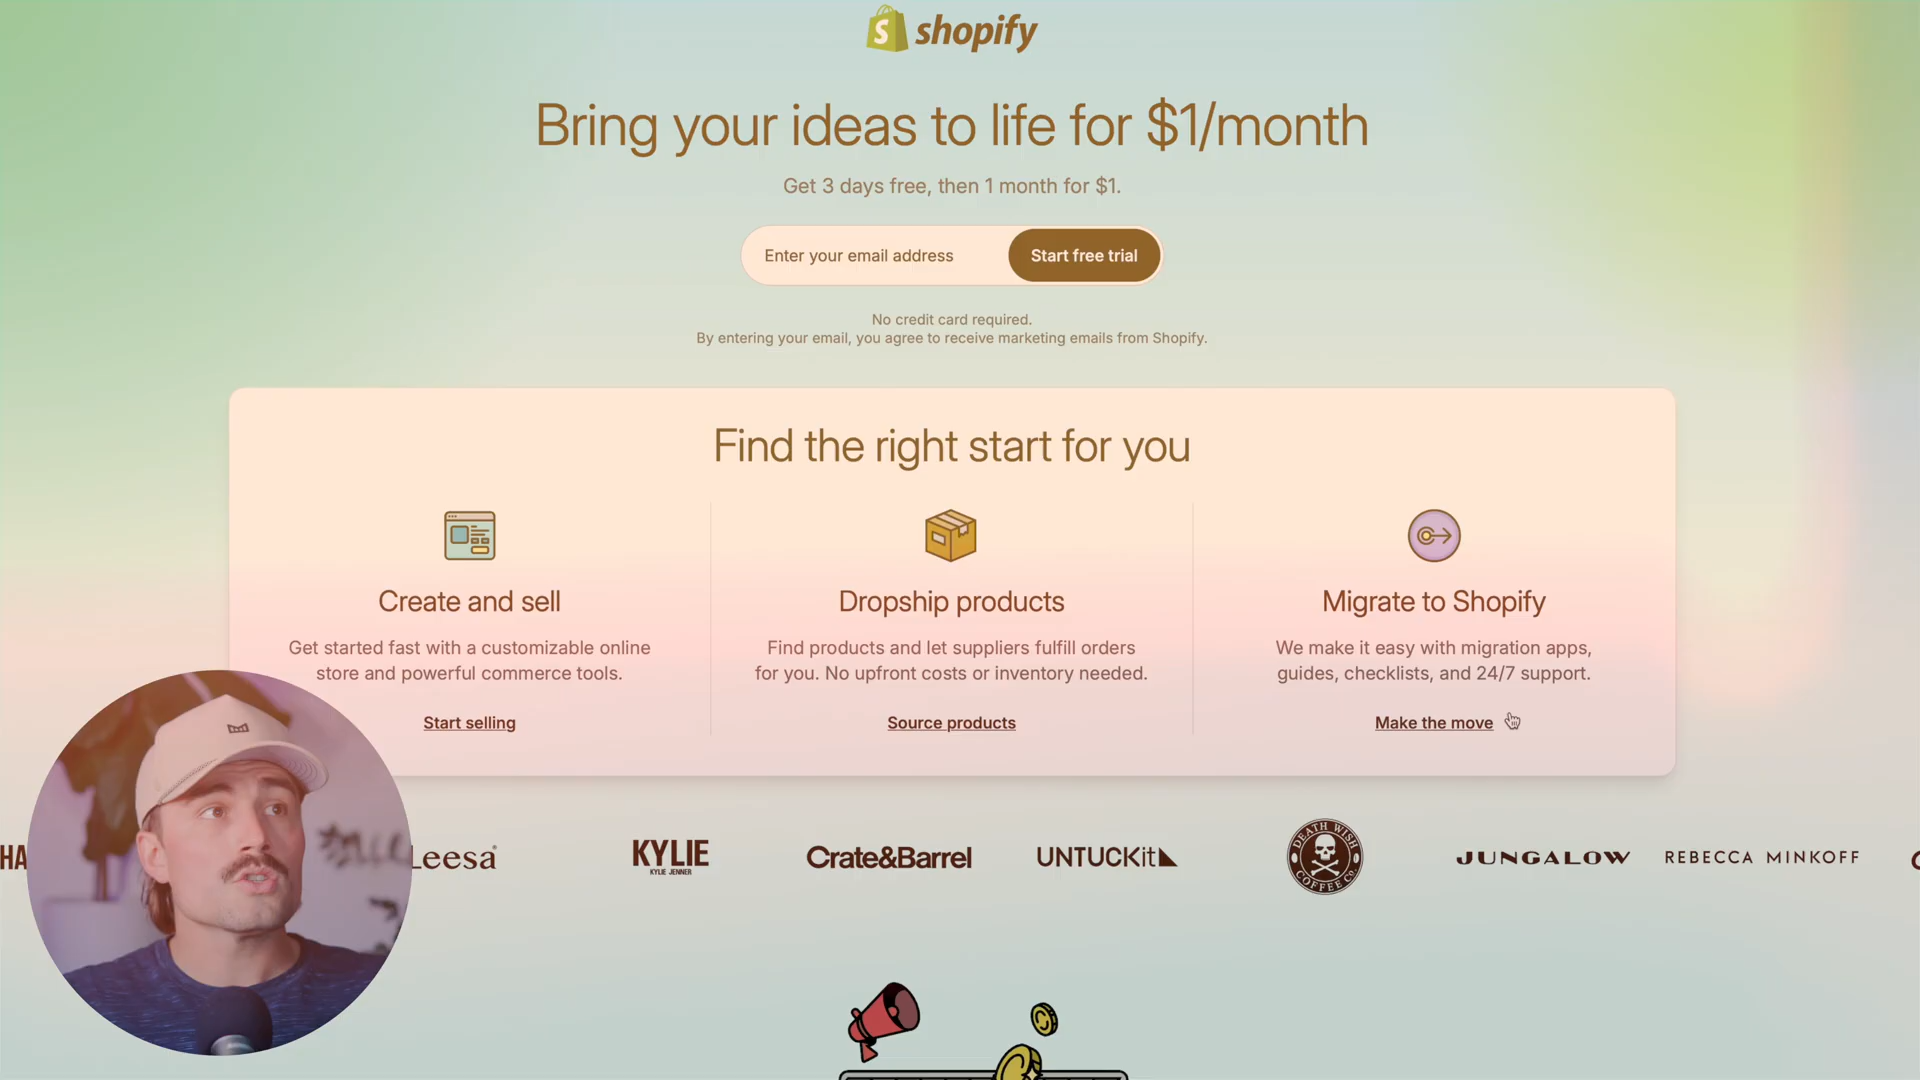 shopify
Bring your ideas to life for $1/month
Get 3 days free, then 1 month for $1.
Enter your email address
Start free trial
No credit card required.
By entering your email, you agree to receive marketing emails from Shopify.
Find the right start for you
Create and sell
Get started fast with a customizable online
store and powerful commerce tools.
Start selling
Dropship products
Find products and let suppliers fulfill orders
for you. No upfront costs or inventory needed.
Source products
Migrate to Shopify
We make it easy with migration apps,
guides, checklists, and 24/7 support.
Make the move
HA
Leesa
KYLIE
KYLIE JENNER
Crate&Barrel
UNTUCKit
DEATH WISH
COFFEE CO.
JUNGALOW
REBECCA MINKOFF